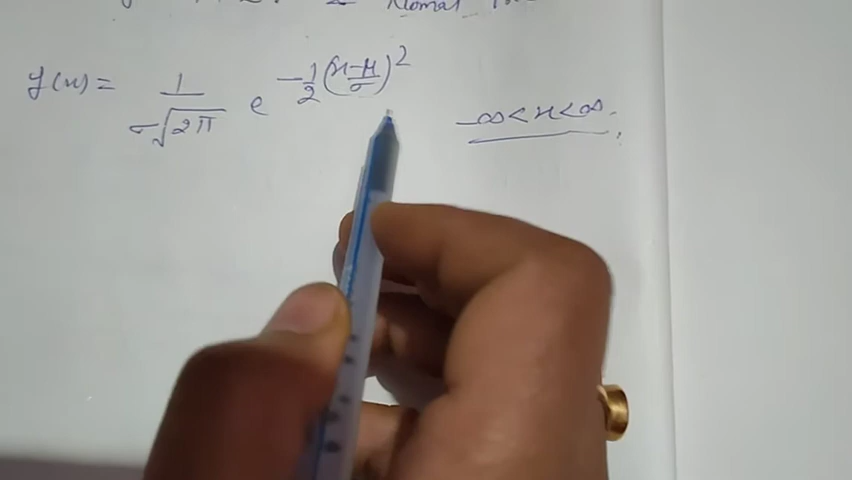 f(x) = 1/(σ√2π) e^(-1/2 ((x-μ)/σ)^2) -∞<x<∞.